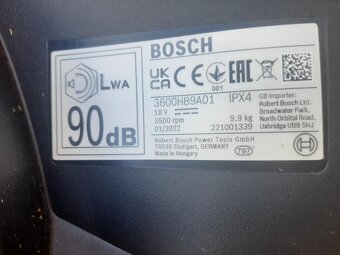 BOSCH
LWA
90dB
UK
CA
CE
EAC
001
3600HB9A01 IPX4
18 V
3500 rpm 9,9 kg
01/2022 221001339
Robert Bosch Power Tools GmbH
70538 Stuttgart, GERMANY
Made in Hungary
797
GB Importer:
Robert Bosch Ltd.
Broadwater Park,
North Orbital Road,
Uxbridge UB9 5HJ